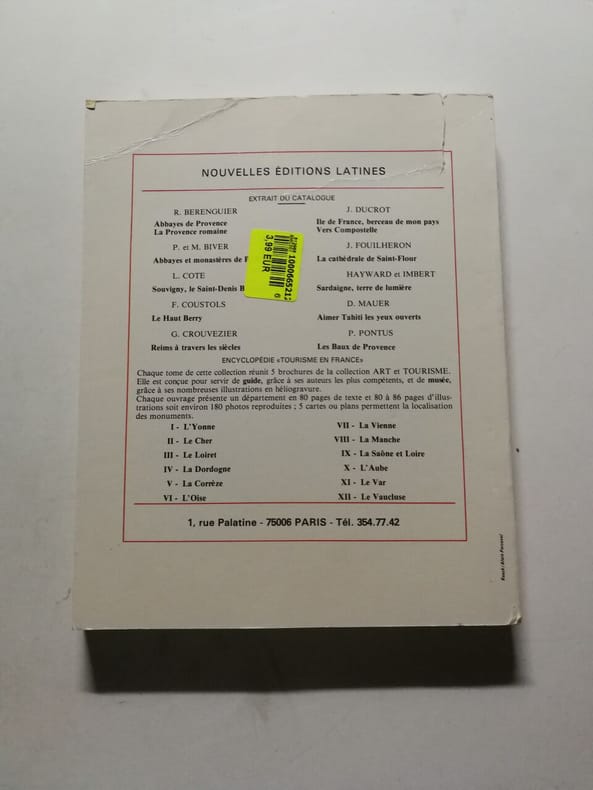 NOUVELLES ÉDITIONS LATINES
EXTRAIT DU CATALOGUE
R. BERENGUIER
Abbayes de Provence
La Provence romaine
P. et M. BIVER
Abbayes et monastères de
L. COTE
Souvigny, le Saint-Denis
F. COUSTOLS
Le Haut Berry
G. CROUVEZIER
Reims à travers les siècles
J. DUCROT
Ile de France, berceau de mon pays
Vers Compostelle
J. FOUILHERON
La cathédrale de Saint-Flour
HAYWARD et IMBERT
Sardaigne, terre de lumière
D. MAUER
Aimer Tahiti les yeux ouverts
P. PONTUS
Les Baux de Provence
3,99 EUR
ENCYCLOPÉDIE «TOURISME EN FRANCE»
Chaque tome de cette collection réunit 5 brochures de la collection ART et TOURISME.
Elle est conçue pour servir de guide, grâce à ses auteurs les plus compétents, et de musée,
grâce à ses nombreuses illustrations en héliogravure.
Chaque ouvrage présente un département en 80 pages de texte et 80 à 86 pages d'illus-
trations soit environ 180 photos reproduites ; 5 cartes ou plans permettent la localisation
des monuments.
I - L'Yonne
II - Le Cher
III - Le Loiret
IV - La Dordogne
V - La Corrèze
VI - L'Oise
VII - La Vienne
VIII - La Manche
IX - La Saône et Loire
X - L'Aube
XI - Le Var
XII - Le Vaucluse
1, rue Palatine - 75006 PARIS - Tél. 354.77.42